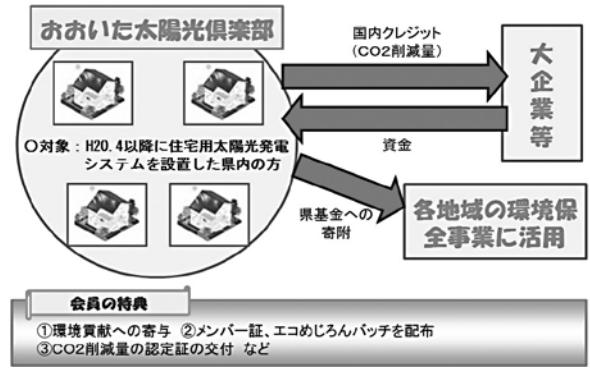 おおいた太陽光倶楽部
国内クレジット
(CO2削減量)
大企業等
〇対象：H20.4以降に住宅用太陽光発電
システムを設置した県内の方
資金
県基金への
寄附
各地域の環境保
全事業に活用
会員の特典
①環境貢献への寄与 ②メンバー証、エコめじろんバッチを配布
③CO2削減量の認定証の交付 など